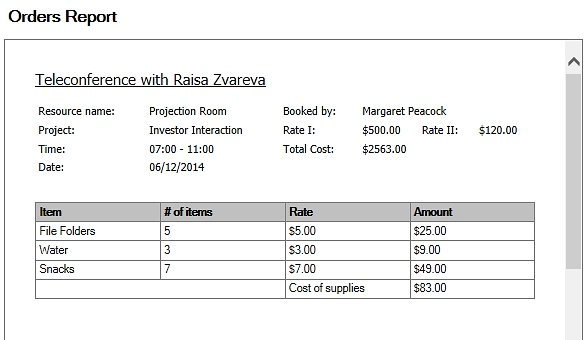 Orders Report
Teleconference with Raisa Zvareva
Resource name: Projection Room Booked by: Margaret Peacock
Project: Investor Interaction Rate I: $500.00 Rate II: $120.00
Time: 07:00 - 11:00 Total Cost: $2563.00
Date: 06/12/2014
Item # of items Rate Amount
File Folders 5 $5.00 $25.00
Water 3 $3.00 $9.00
Snacks 7 $7.00 $49.00
Cost of supplies $83.00